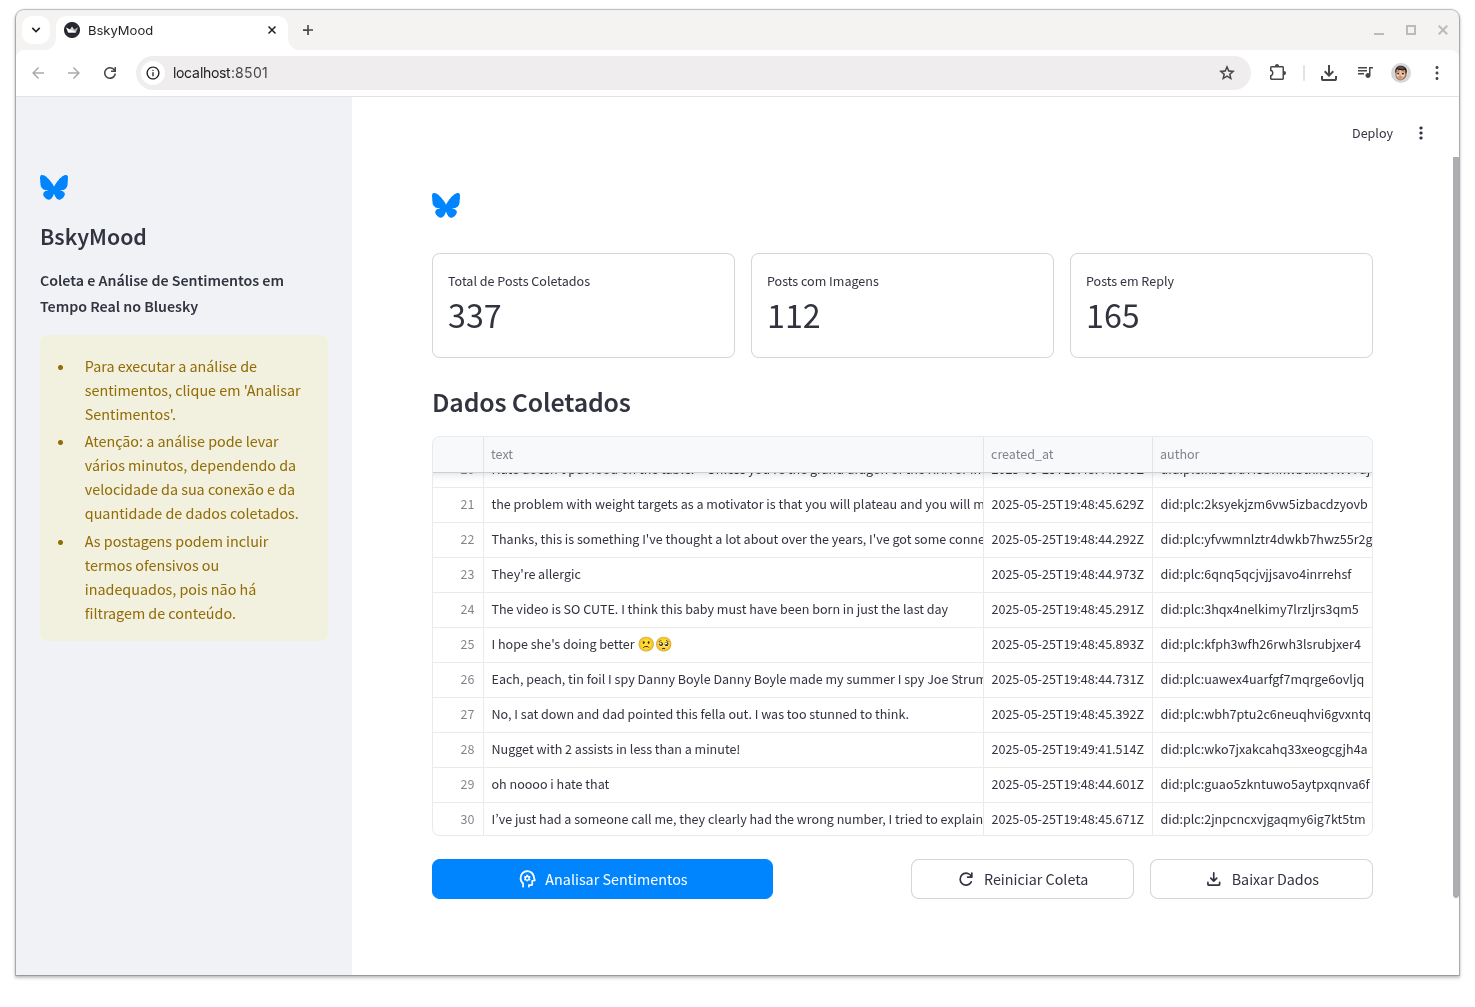 BskyMood
localhost:8501
Deploy
BskyMood
Coleta e Análise de Sentimentos em
Tempo Real no Bluesky
Para executar a análise de
sentimentos, clique em 'Analisar
Sentimentos'.
Atenção: a análise pode levar
vários minutos, dependendo da
velocidade da sua conexão e da
quantidade de dados coletados.
As postagens podem incluir
termos ofensivos ou
inadequados, pois não há
filtragem de conteúdo.
Total de Posts Coletados
337
Posts com Imagens
112
Posts em Reply
165
Dados Coletados
text created_at author
21 the problem with weight targets as a motivator is that you will plateau and you will m 2025-05-25T19:48:45.629Z did:plc:2ksyekjzm6vw5izbacdzyovb
22 Thanks, this is something I've thought a lot about over the years, I've got some conne 2025-05-25T19:48:44.292Z did:plc:yfvwmnlztr4dwkb7hwz55r2g
23 They're allergic 2025-05-25T19:48:44.973Z did:plc:6qnq5qcjvjjsavo4inrrehsf
24 The video is SO CUTE. I think this baby must have been born in just the last day 2025-05-25T19:48:45.291Z did:plc:3hqx4nelkimy7lrzljrs3qm5
25 I hope she's doing better 🙁🥺 2025-05-25T19:48:45.893Z did:plc:kfph3wfh26rwh3lsrubjxer4
26 Each, peach, tin foil I spy Danny Boyle Danny Boyle made my summer I spy Joe Strum 2025-05-25T19:48:44.731Z did:plc:uawex4uarfgf7mqrge6ovljq
27 No, I sat down and dad pointed this fella out. I was too stunned to think. 2025-05-25T19:48:45.392Z did:plc:wbh7ptu2c6neuqhvi6gvxntq
28 Nugget with 2 assists in less than a minute! 2025-05-25T19:49:41.514Z did:plc:wko7jxakcahq33xeogcgjh4a
29 oh noooo i hate that 2025-05-25T19:48:44.601Z did:plc:guao5zkntuwo5aytpxqnva6f
30 I’ve just had a someone call me, they clearly had the wrong number, I tried to explain 2025-05-25T19:48:45.671Z did:plc:2jnpcncxvjgaqmy6ig7kt5tm
Analisar Sentimentos
Reiniciar Coleta
Baixar Dados